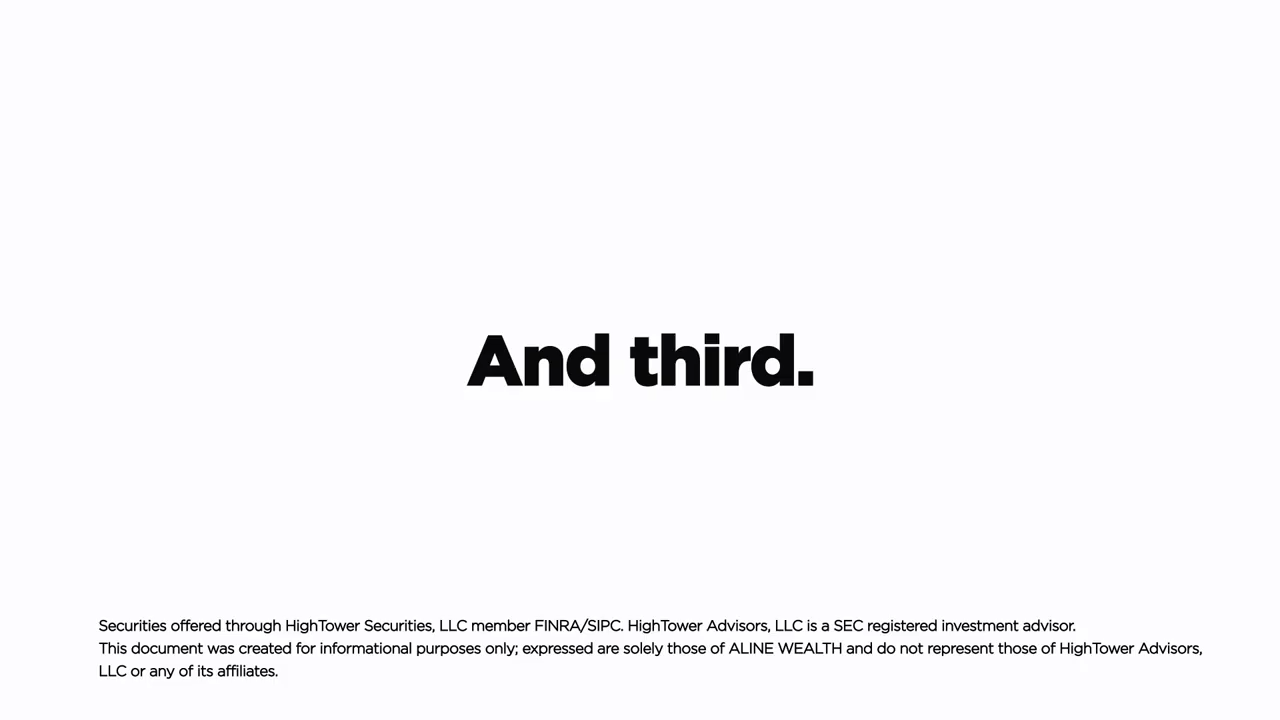 And third.
Securities offered through HighTower Securities, LLC member FINRA/SIPC. HighTower Advisors, LLC is a SEC registered investment advisor.
This document was created for informational purposes only; expressed are solely those of ALINE WEALTH and do not represent those of HighTower Advisors,
LLC or any of its affiliates.